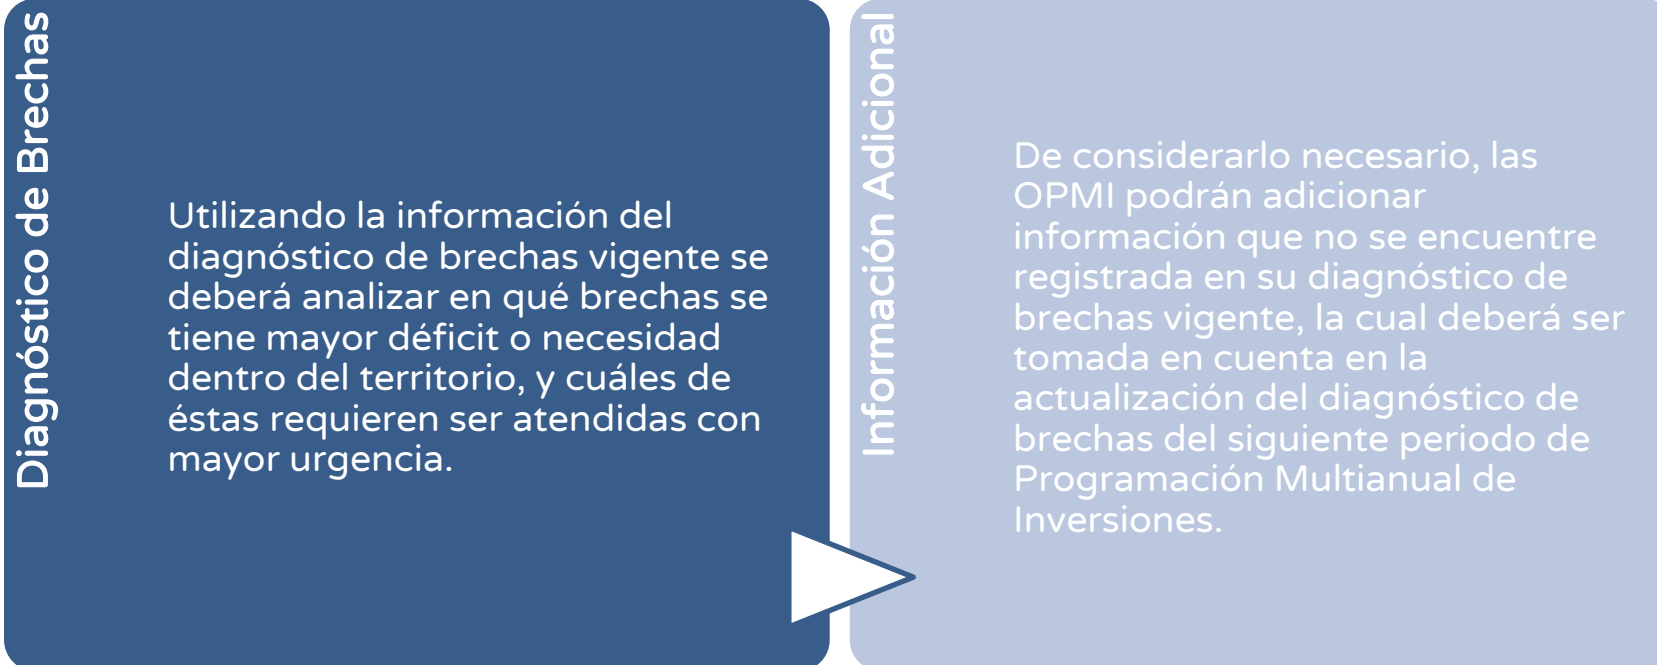 Diagnóstico de Brechas
Utilizando la información del
diagnóstico de brechas vigente se
deberá analizar en qué brechas se
tiene mayor déficit o necesidad
dentro del territorio, y cuáles de
éstas requieren ser atendidas con
mayor urgencia.
Información Adicional
De considerarlo necesario, las
OPMI podrán adicionar
información que no se encuentre
registrada en su diagnóstico de
brechas vigente, la cual deberá ser
tomada en cuenta en la
actualización del diagnóstico de
brechas del siguiente periodo de
Programación Multianual de
Inversiones.